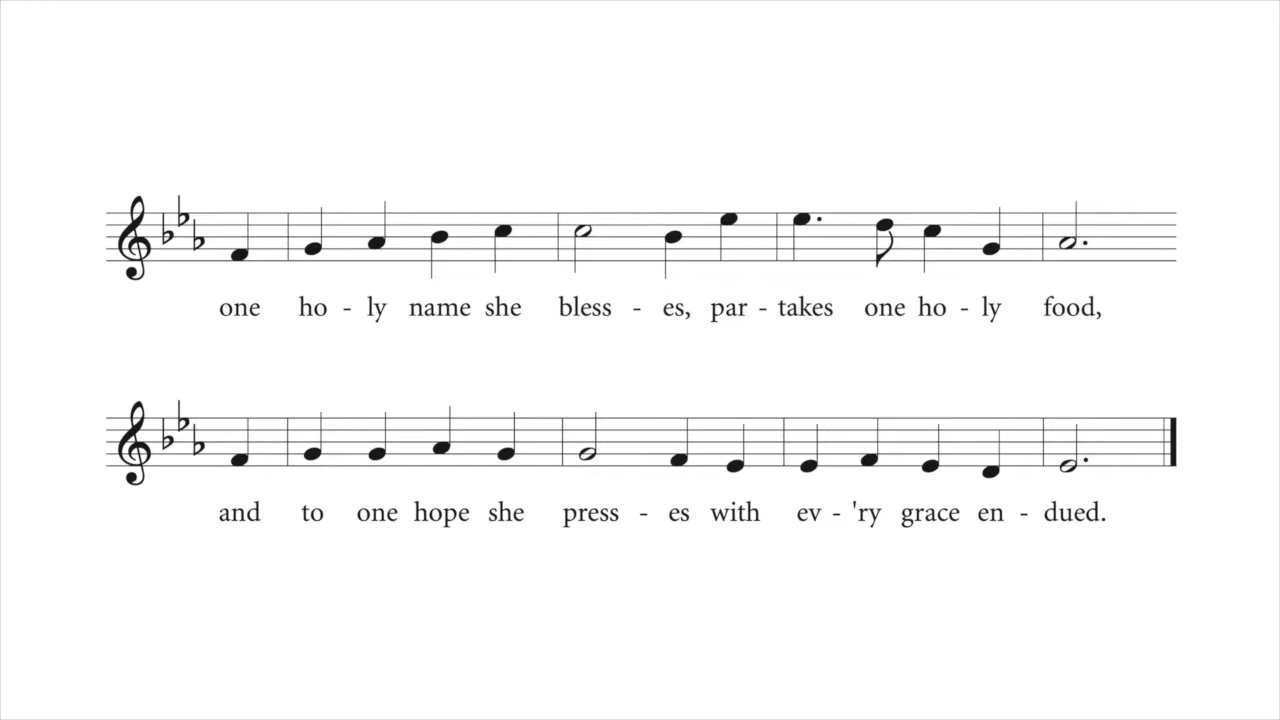 one ho - ly name she bless - es, par - takes one ho - ly food,
and to one hope she press - es with ev - 'ry grace en - dued.